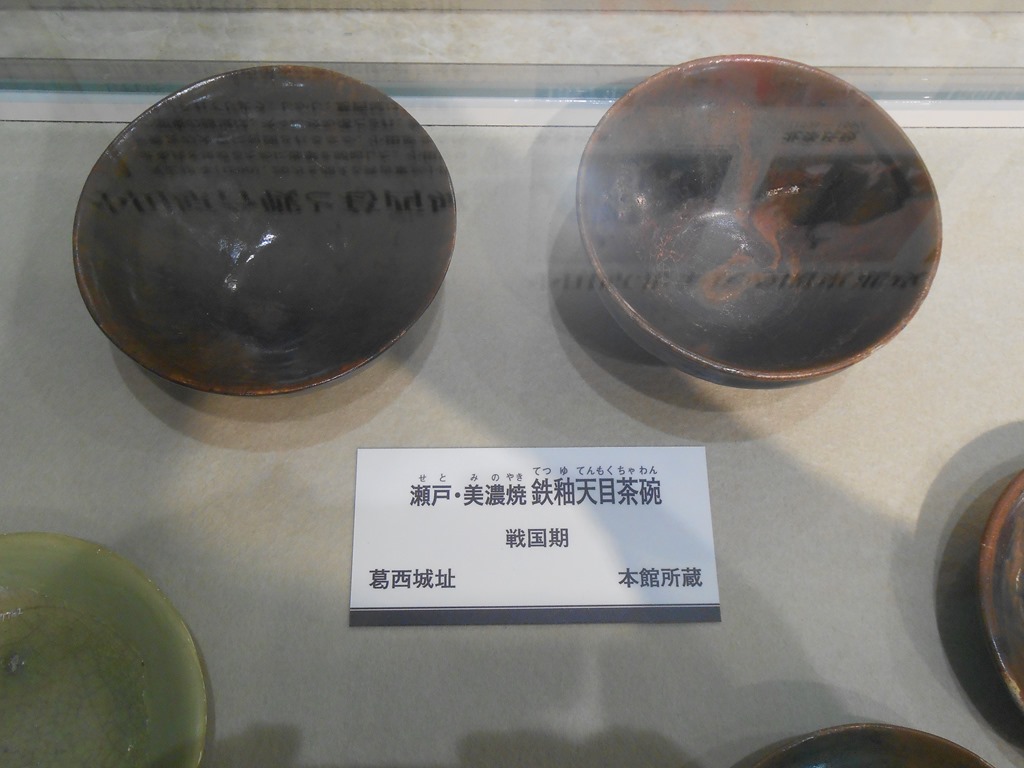 せ と み の やき てつ ゆ てんもくちゃわん
瀬戸・美濃焼 鉄釉天目茶碗
戦国期
葛西城址 本館所蔵